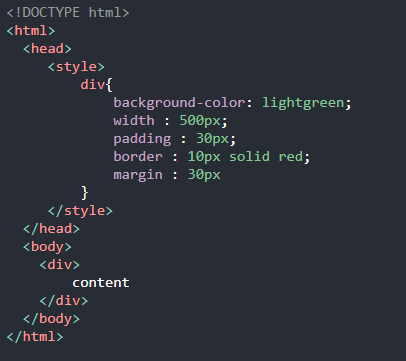 <!DOCTYPE html>
<html>
<head>
<style>
div{
background-color: lightgreen;
width : 500px;
padding : 30px;
border : 10px solid red;
margin : 30px
}
</style>
</head>
<body>
<div>
content
</div>
</body>
</html>